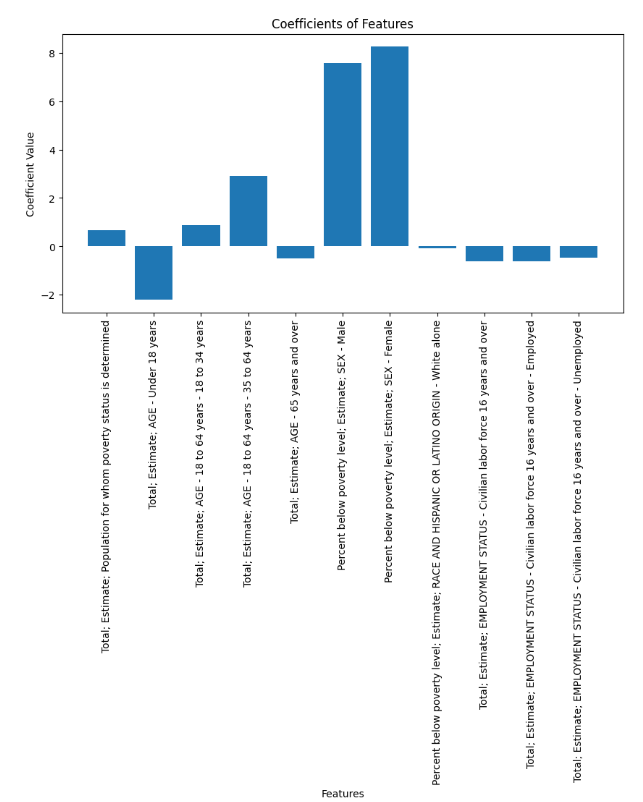 Coefficients of Features
Coefficient Value
8
6
4
2
0
−2
Total; Estimate; Population for whom poverty status is determined
Total; Estimate; AGE - Under 18 years
Total; Estimate; AGE - 18 to 64 years - 18 to 34 years
Total; Estimate; AGE - 18 to 64 years - 35 to 64 years
Total; Estimate; AGE - 65 years and over
Percent below poverty level; Estimate; SEX - Male
Percent below poverty level; Estimate; SEX - Female
Percent below poverty level; Estimate; RACE AND HISPANIC OR LATINO ORIGIN - White alone
Total; Estimate; EMPLOYMENT STATUS - Civilian labor force 16 years and over
Total; Estimate; EMPLOYMENT STATUS - Civilian labor force 16 years and over - Employed
Total; Estimate; EMPLOYMENT STATUS - Civilian labor force 16 years and over - Unemployed
Features